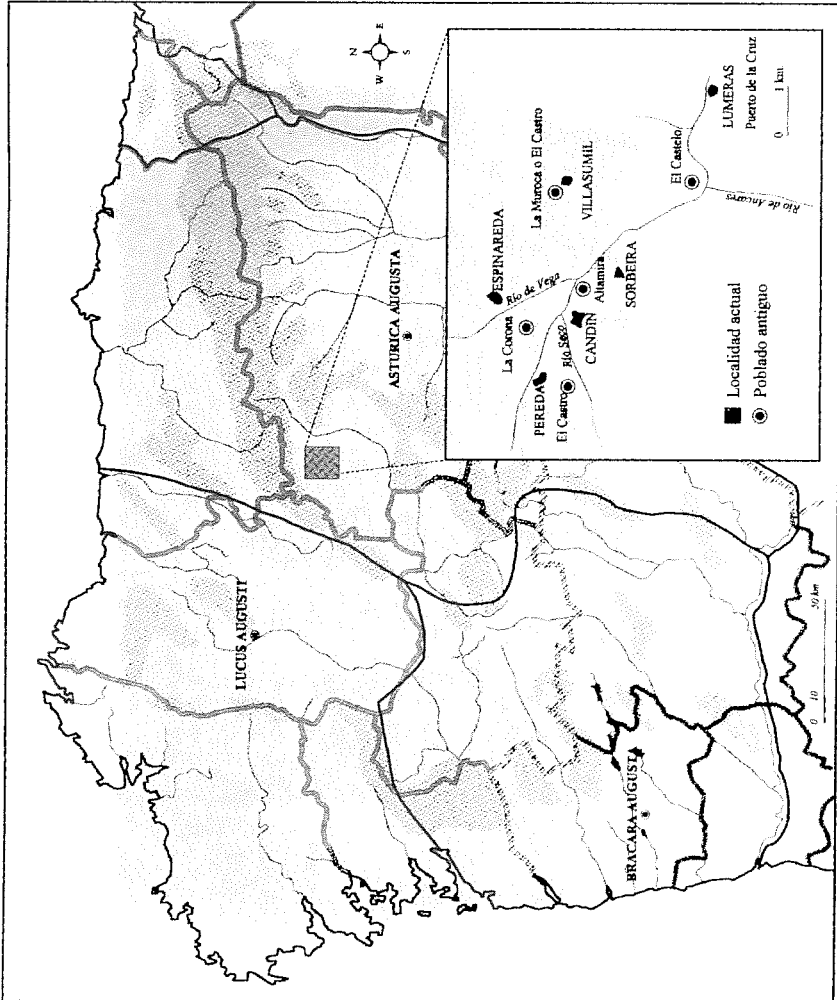 N
W
E
S
LUCUS AUGUSTI
ASTURICA AUGUSTA
BRACARA AUGUSTA
0 10 50 km
ESPINAREDA
La Muroca o El Castro
VILLASUMIL
Río de Vega
La Corona
PEREDA
El Castro
Río Seco
CANDIN
Altamira
SORBEIRA
El Castelo
LUMERAS
Puerto de la Cruz
Río de Ancares
0 1 km
Localidad actual
Poblado antiguo